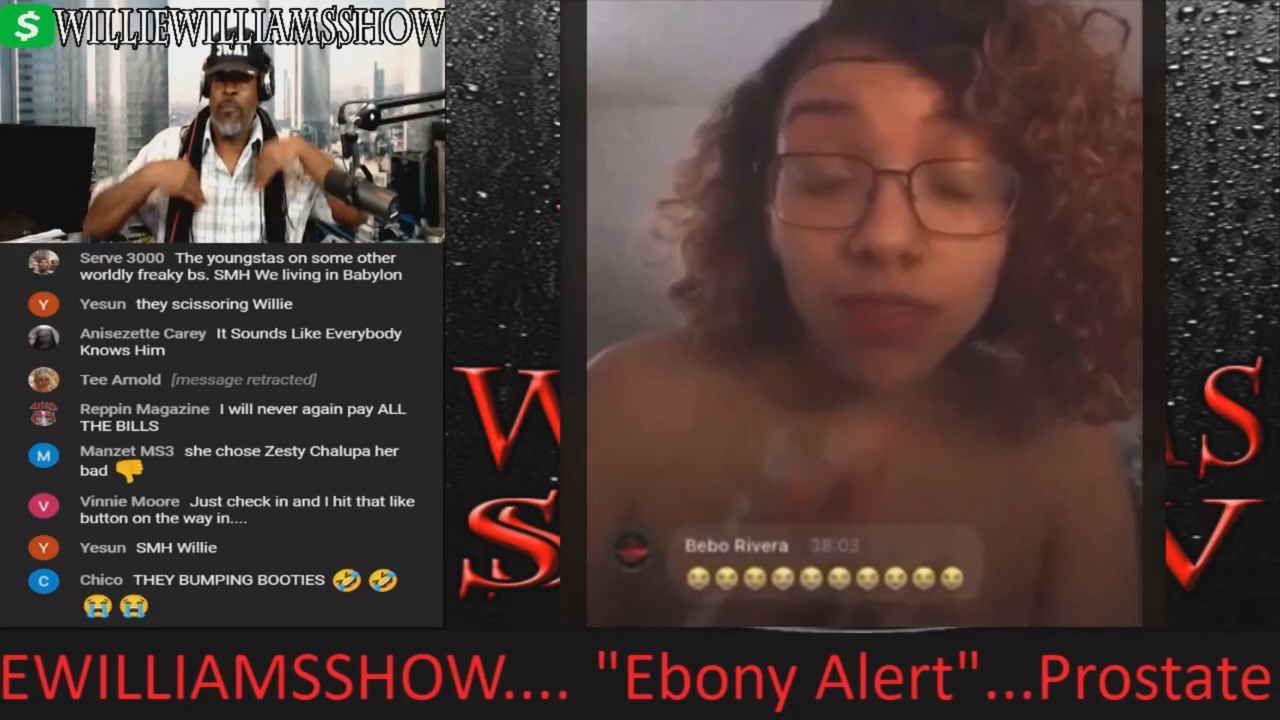 $ WILLIEWILLIAMSSHOW
Serve 3000 The youngstas on some other
worldly freaky bs. SMH We living in Babylon
Y Yesun they scissoring Willie
Anisezette Carey It Sounds Like Everybody
Knows Him
Tee Arnold [message retracted]
Reppin Magazine I will never again pay ALL
THE BILLS
M Manzet MS3 she chose Zesty Chalupa her
bad 👎
V Vinnie Moore Just check in and I hit that like
button on the way in....
Y Yesun SMH Willie
C Chico THEY BUMPING BOOTIES 🤣 🤣
😭 😭
Bebo Rivera 38:03
EWILLIAMSSHOW.... "Ebony Alert"...Prostate